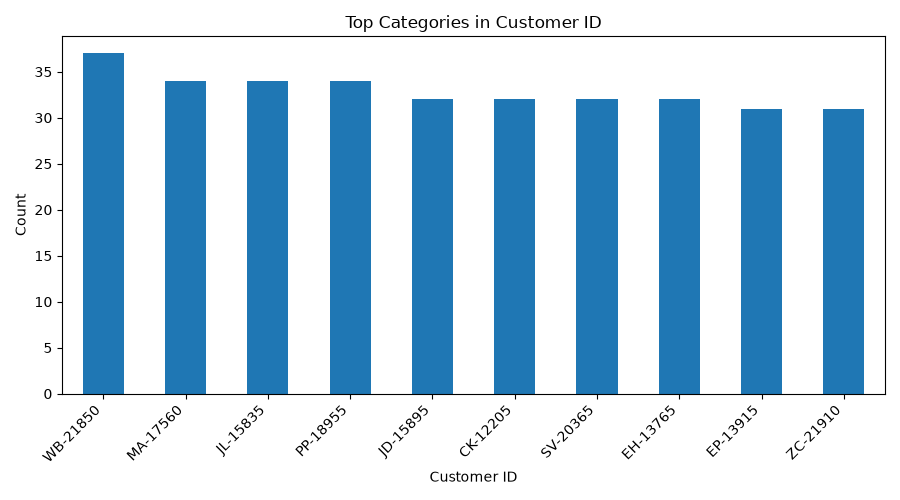 Top Categories in Customer ID
Count
35
30
25
20
15
10
5
0
WB-21850
MA-17560
JL-15835
PP-18955
JD-15895
CK-12205
SV-20365
EH-13765
EP-13915
ZC-21910
Customer ID